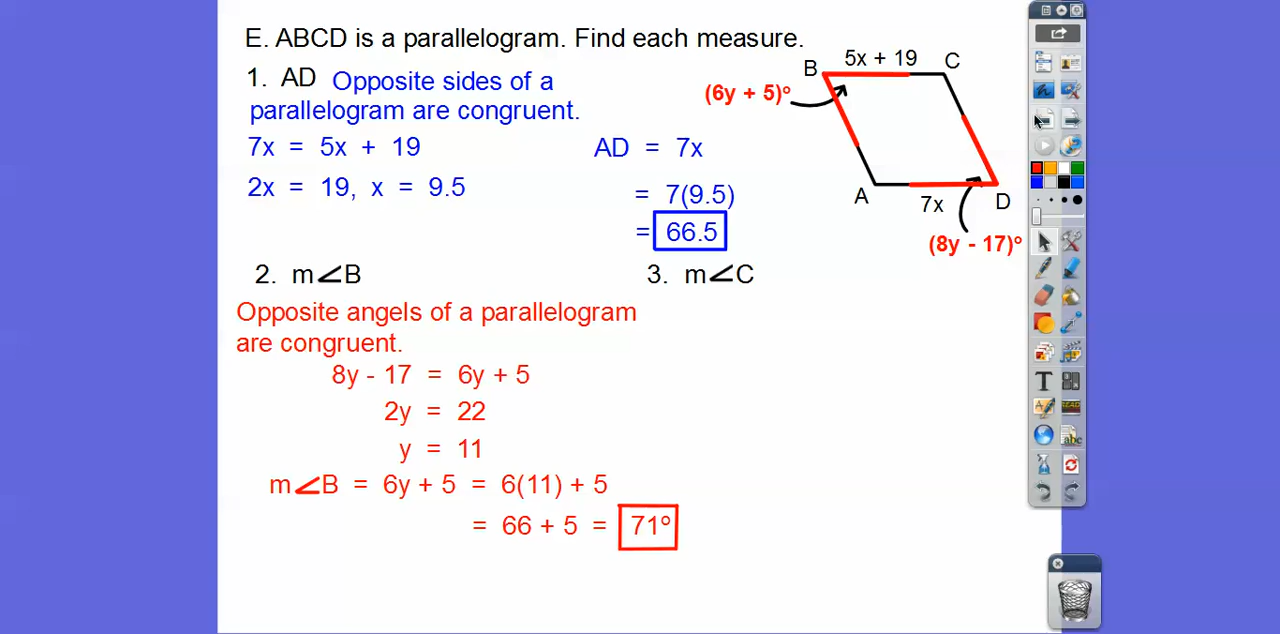 E. ABCD is a parallelogram. Find each measure.
1. AD Opposite sides of a
parallelogram are congruent.
7x = 5x + 19
AD = 7x
2x = 19, x = 9.5
= 7(9.5)
= 66.5
B
5x + 19
C
(6y + 5)º
A
7x
D
(8y - 17)º
2. m∠B
3. m∠C
Opposite angels of a parallelogram
are congruent.
8y - 17 = 6y + 5
2y = 22
y = 11
m∠B = 6y + 5 = 6(11) + 5
= 66 + 5 = 71º
T
abc